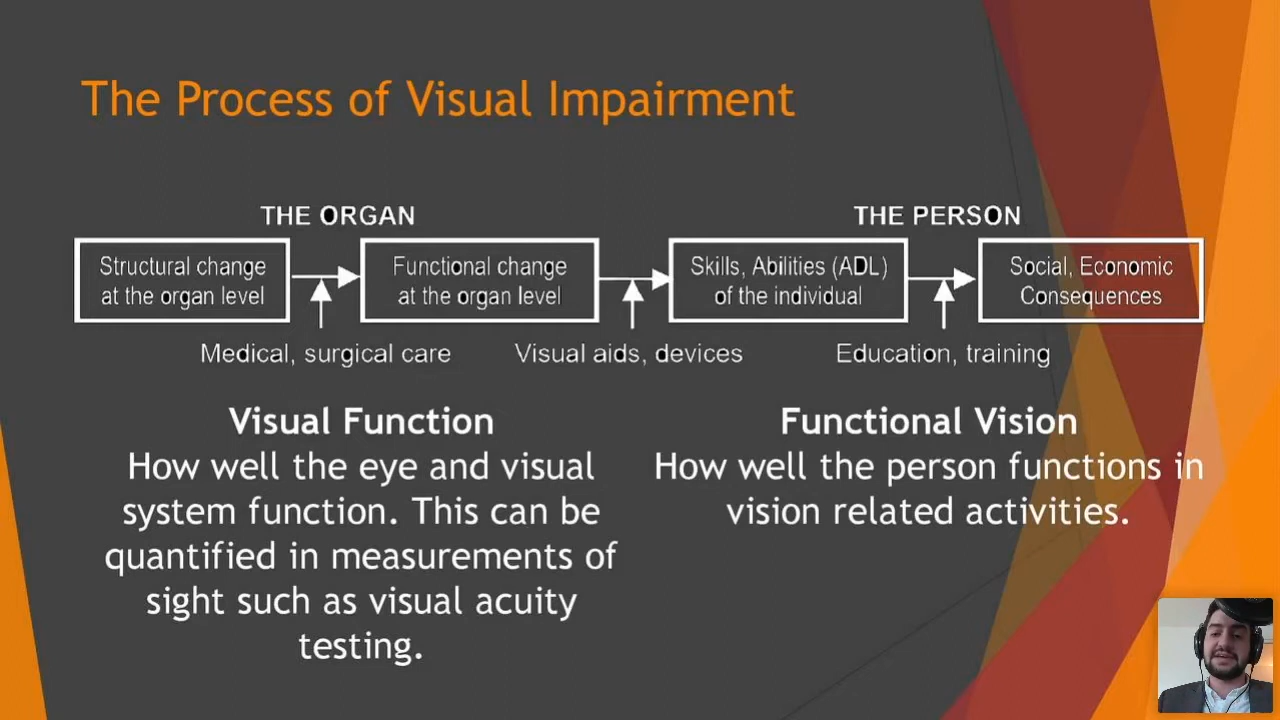 The Process of Visual Impairment
THE ORGAN
THE PERSON
Structural change
at the organ level
Functional change
at the organ level
Skills, Abilities (ADL)
of the individual
Social, Economic
Consequences
Medical, surgical care
Visual aids, devices
Education, training
Visual Function
How well the eye and visual
system function. This can be
quantified in measurements of
sight such as visual acuity
testing.
Functional Vision
How well the person functions in
vision related activities.